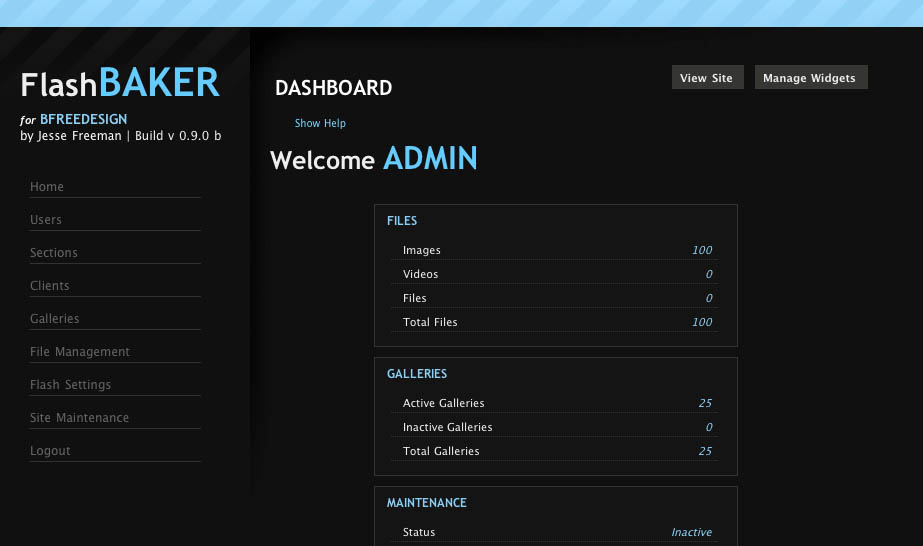 FlashBAKER
for BFREEDESIGN
by Jesse Freeman | Build v 0.9.0 b
Home
Users
Sections
Clients
Galleries
File Management
Flash Settings
Site Maintenance
Logout
DASHBOARD
View Site
Manage Widgets
Show Help
Welcome ADMIN
FILES
Images 100
Videos 0
Files 0
Total Files 100
GALLERIES
Active Galleries 25
Inactive Galleries 0
Total Galleries 25
MAINTENANCE
Status Inactive